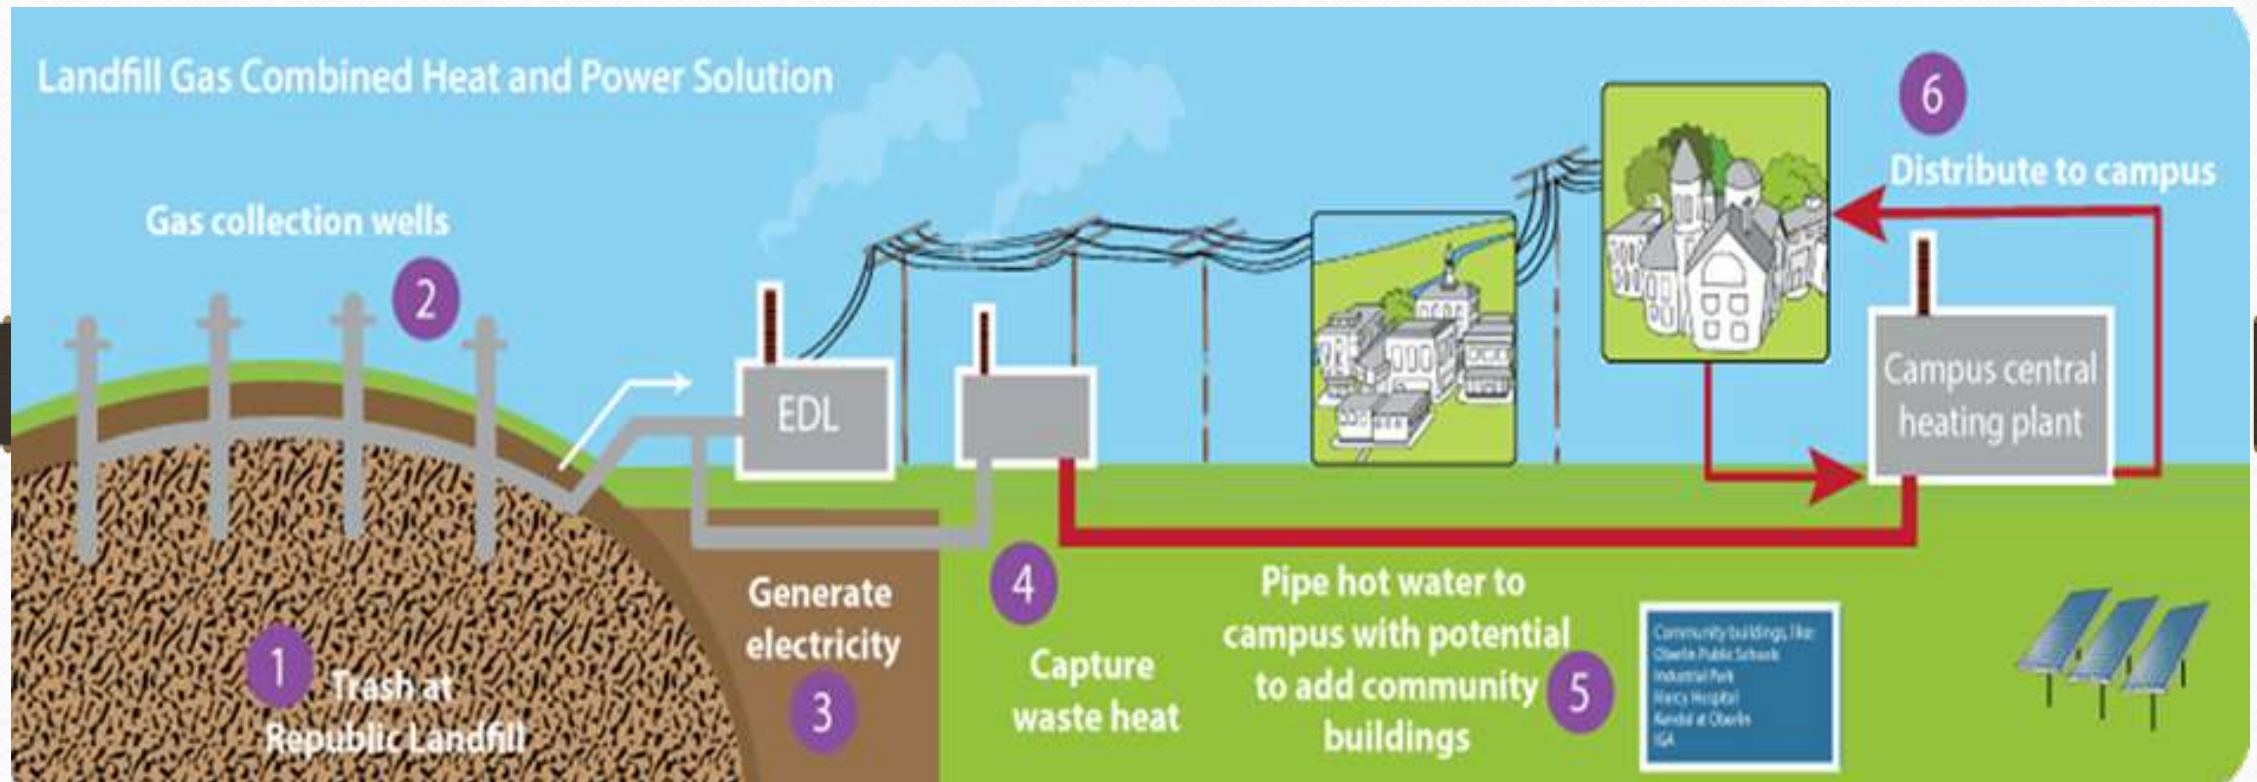 Landfill Gas Combined Heat and Power Solution
Gas collection wells
2
1
Trash at
Republic Landfill
EDL
Generate
electricity
3
4
Capture
waste heat
Pipe hot water to
campus with potential
to add community
buildings
5
Community buildings, like:
Oberlin Public Schools
Industrial Park
Mercy Hospital
Kendal at Oberlin
IGA
6
Distribute to campus
Campus central
heating plant